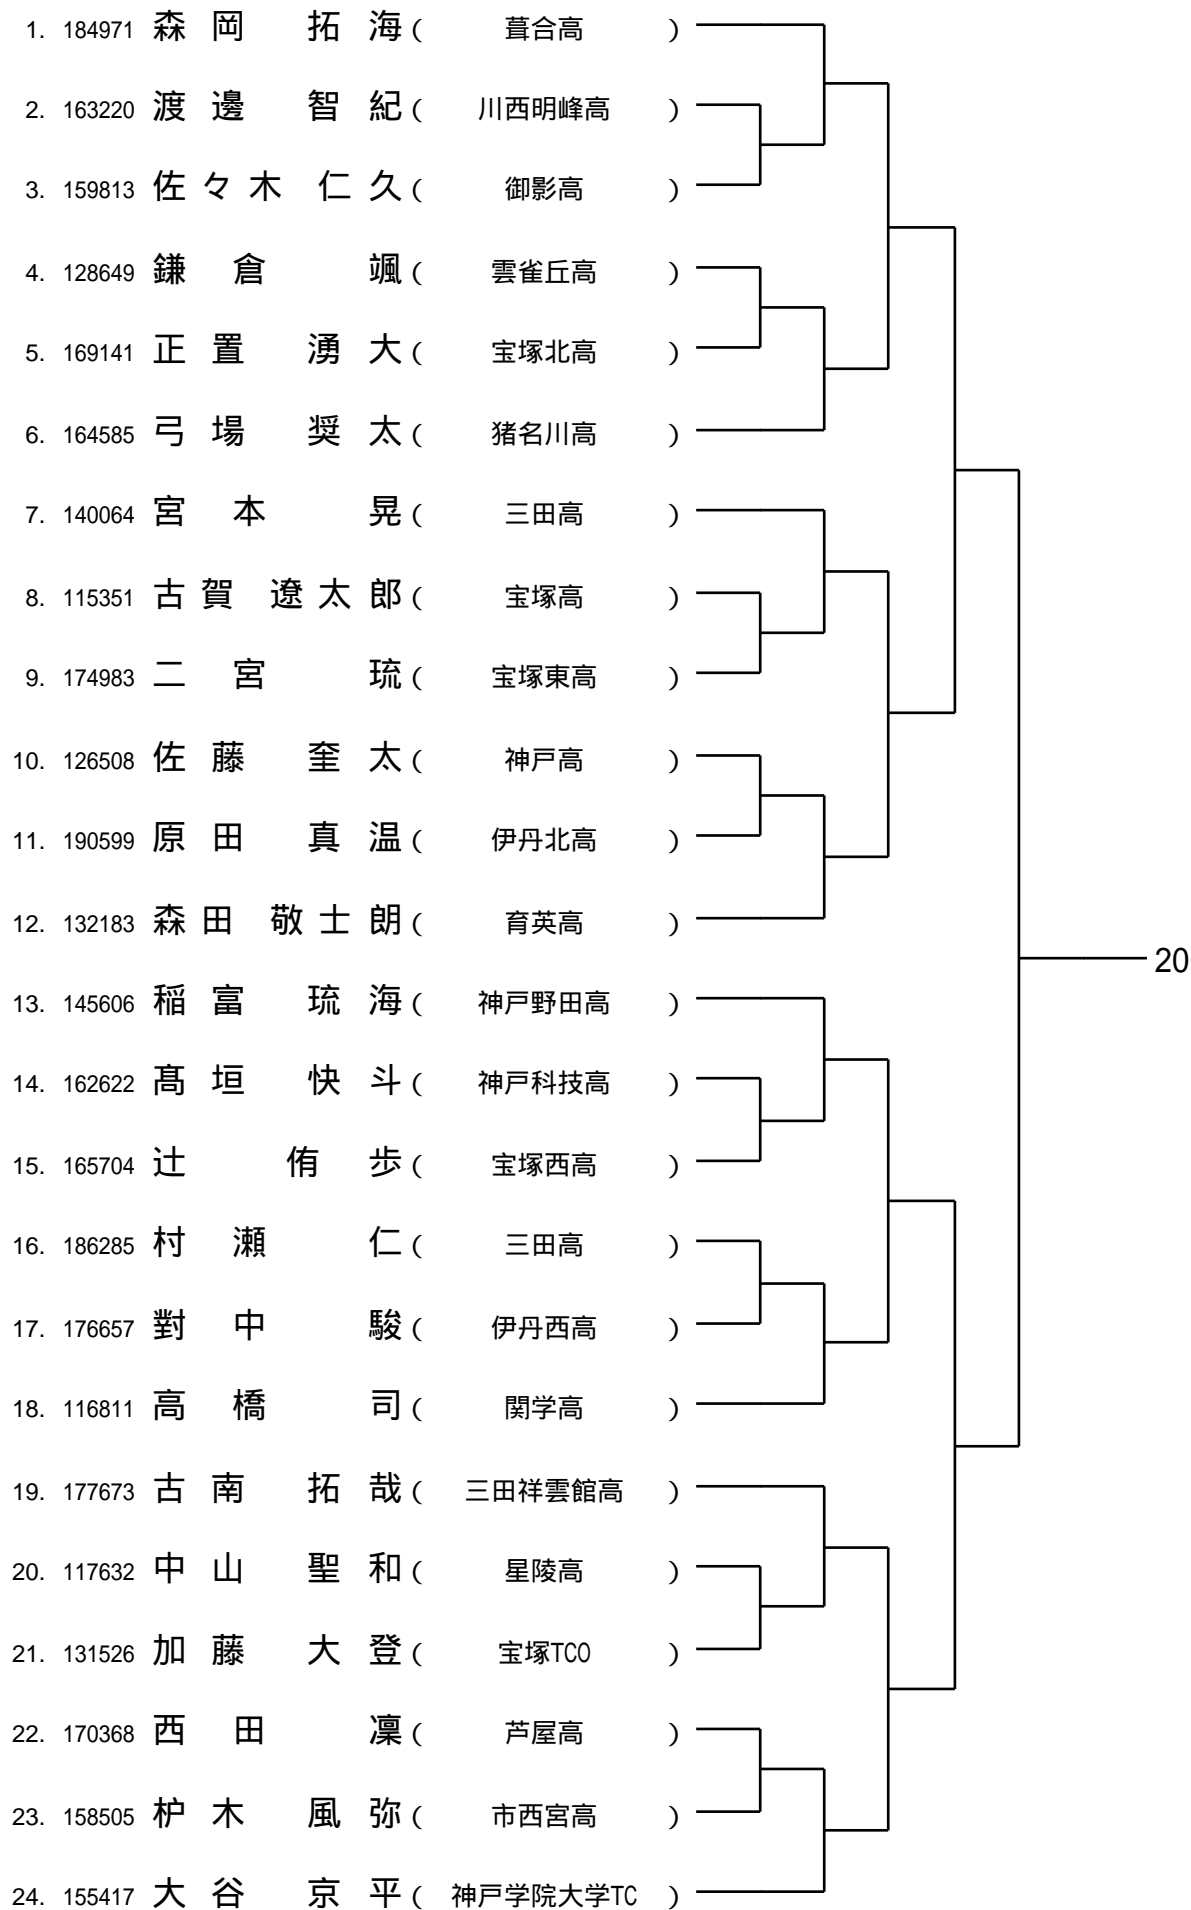 1. 184971 森岡 拓海 ( 葺合高 )
2. 163220 渡邊 智紀 ( 川西明峰高 )
3. 159813 佐々木 仁久 ( 御影高 )
4. 128649 鎌倉 颯 ( 雲雀丘高 )
5. 169141 正置 湧大 ( 宝塚北高 )
6. 164585 弓場 奨太 ( 猪名川高 )
7. 140064 宮本 晃 ( 三田高 )
8. 115351 古賀 遼太郎 ( 宝塚高 )
9. 174983 二宮 琉 ( 宝塚東高 )
10. 126508 佐藤 奎太 ( 神戸高 )
11. 190599 原田 真温 ( 伊丹北高 )
12. 132183 森田 敬士朗 ( 育英高 )
20
13. 145606 稲富 琉海 ( 神戸野田高 )
14. 162622 髙垣 快斗 ( 神戸科技高 )
15. 165704 辻 侑歩 ( 宝塚西高 )
16. 186285 村瀬 仁 ( 三田高 )
17. 176657 對中 駿 ( 伊丹西高 )
18. 116811 高橋 司 ( 関学高 )
19. 177673 古南 拓哉 ( 三田祥雲館高 )
20. 117632 中山 聖和 ( 星陵高 )
21. 131526 加藤 大登 ( 宝塚TCO )
22. 170368 西田 凜 ( 芦屋高 )
23. 158505 枦木 風弥 ( 市西宮高 )
24. 155417 大谷 京平 ( 神戸学院大学TC )